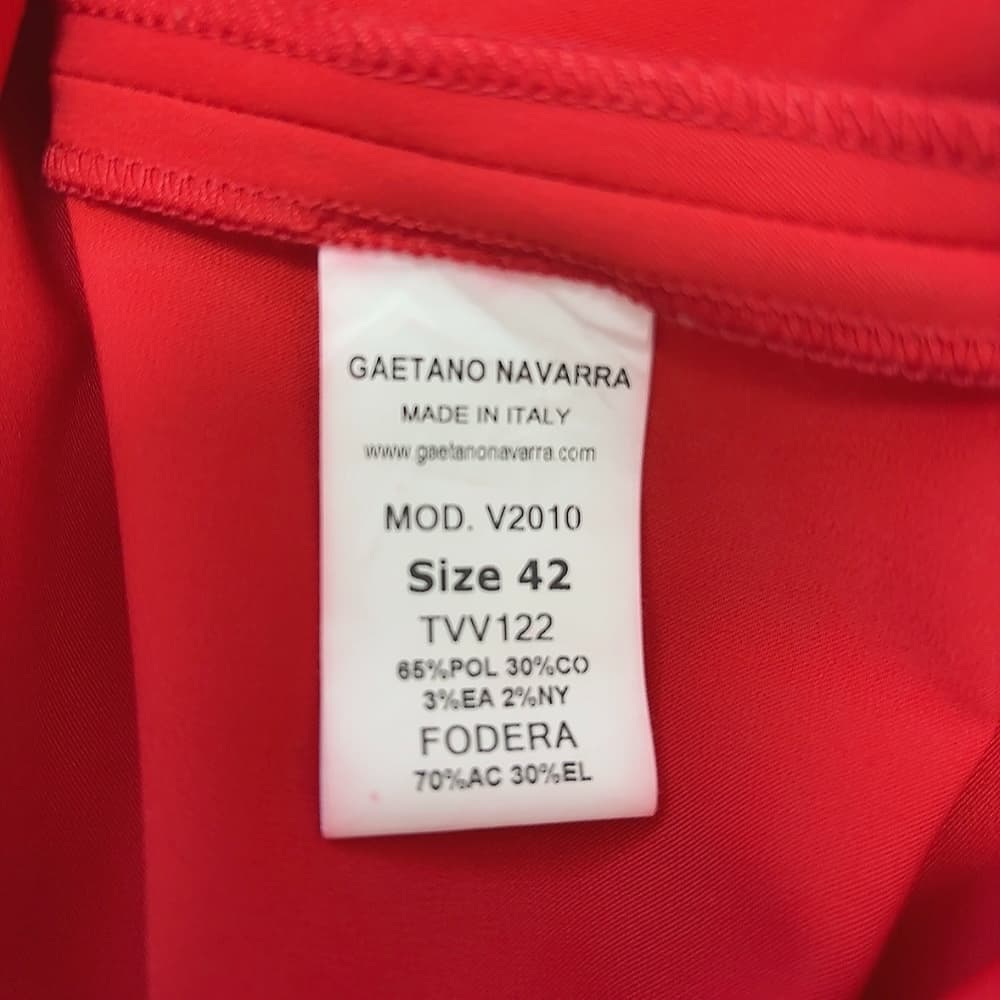 GAETANO NAVARRA
MADE IN ITALY
www.gaetanonavarra.com
MOD. V2010
Size 42
TVV122
65%POL 30%CO
3%EA 2%NY
FODERA
70%AC 30%EL